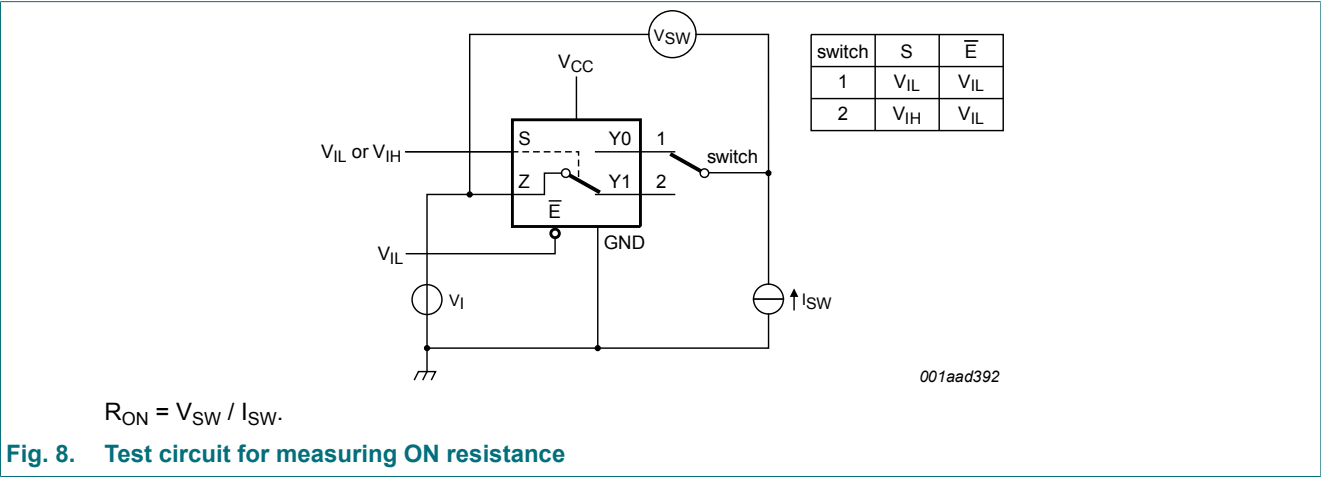 VSW
switch S E̅
1 VIL VIL
2 VIH VIL
VCC
VIL or VIH
S Y0 1
switch
Z Y1 2
E̅
GND
VIL
VI
ISW
001aad392
RON = VSW / ISW.
Fig. 8. Test circuit for measuring ON resistance